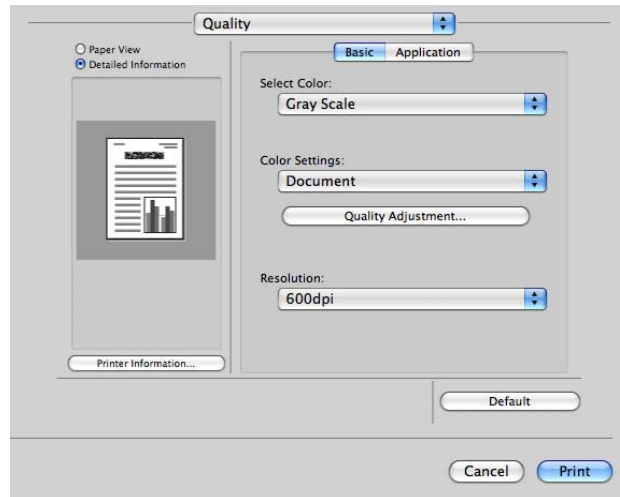 Quality
Paper View
Detailed Information
Basic Application
Select Color:
Gray Scale
Color Settings:
Document
Quality Adjustment...
Resolution:
600dpi
Printer Information...
Default
Cancel Print